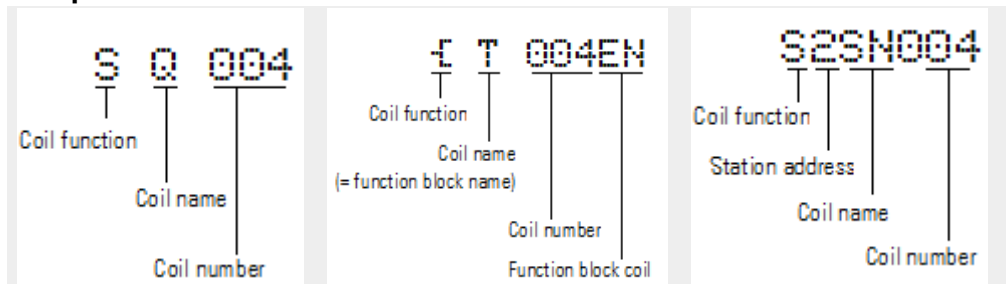 S Q 004
Coil function
Coil name
Coil number
T 004EN
Coil function
Coil name
(= function block name)
Coil number
Function block coil
S2SN004
Coil function
Station address
Coil name
Coil number